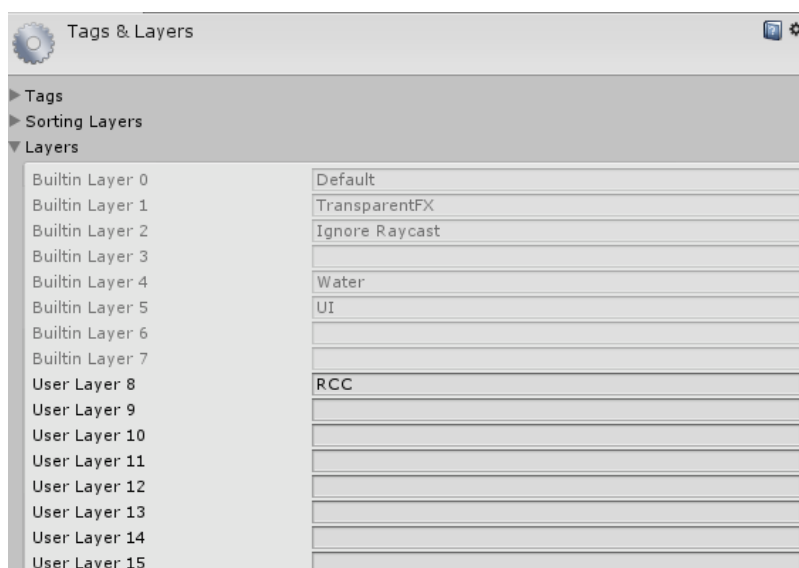 Tags & Layers
Tags
Sorting Layers
Layers
Builtin Layer 0 Default
Builtin Layer 1 TransparentFX
Builtin Layer 2 Ignore Raycast
Builtin Layer 3
Builtin Layer 4 Water
Builtin Layer 5 UI
Builtin Layer 6
Builtin Layer 7
User Layer 8 RCC
User Layer 9
User Layer 10
User Layer 11
User Layer 12
User Layer 13
User Layer 14
User Layer 15